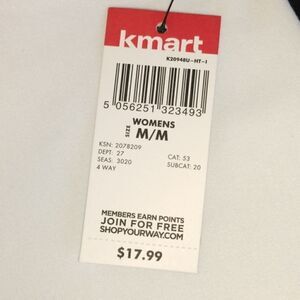 kmart
K20948U-HT-I
5 056251 323493
WOMENS
SIZE M/M
KSN: 2078209
DEPT: 27 CAT: 53
SEAS: 3020 SUBCAT: 20
4 WAY
MEMBERS EARN POINTS
JOIN FOR FREE
SHOPYOURWAY.COM
$17.99